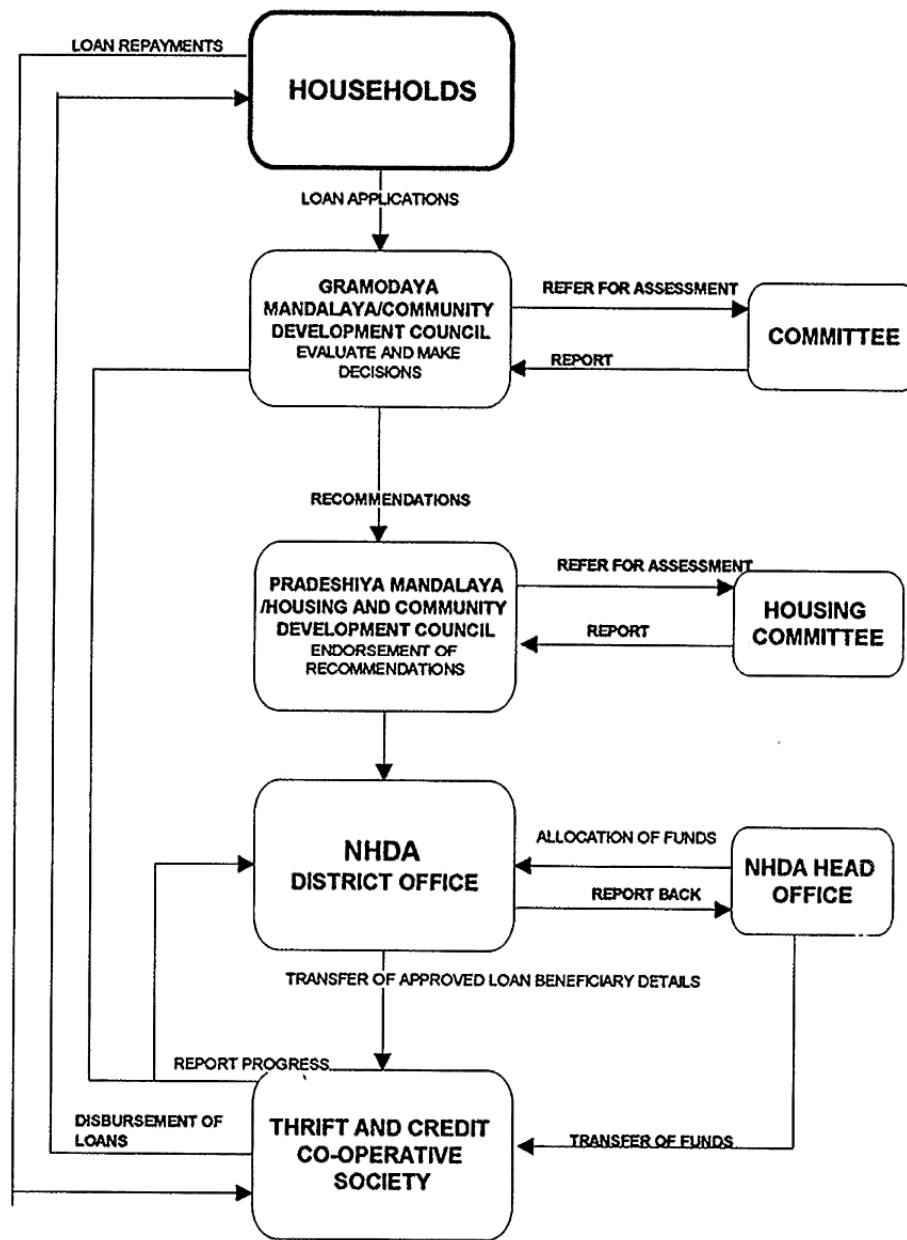 LOAN REPAYMENTS
HOUSEHOLDS
LOAN APPLICATIONS
GRAMODAYA
MANDALAYA/COMMUNITY
DEVELOPMENT COUNCIL
EVALUATE AND MAKE
DECISIONS
REFER FOR ASSESSMENT
COMMITTEE
REPORT
RECOMMENDATIONS
PRADESHIYA MANDALAYA
/HOUSING AND COMMUNITY
DEVELOPMENT COUNCIL
ENDORSEMENT OF
RECOMMENDATIONS
REFER FOR ASSESSMENT
HOUSING
COMMITTEE
REPORT
NHDA
DISTRICT OFFICE
ALLOCATION OF FUNDS
NHDA HEAD
OFFICE
REPORT BACK
TRANSFER OF APPROVED LOAN BENEFICIARY DETAILS
REPORT PROGRESS
DISBURSEMENT OF
LOANS
THRIFT AND CREDIT
CO-OPERATIVE
SOCIETY
TRANSFER OF FUNDS